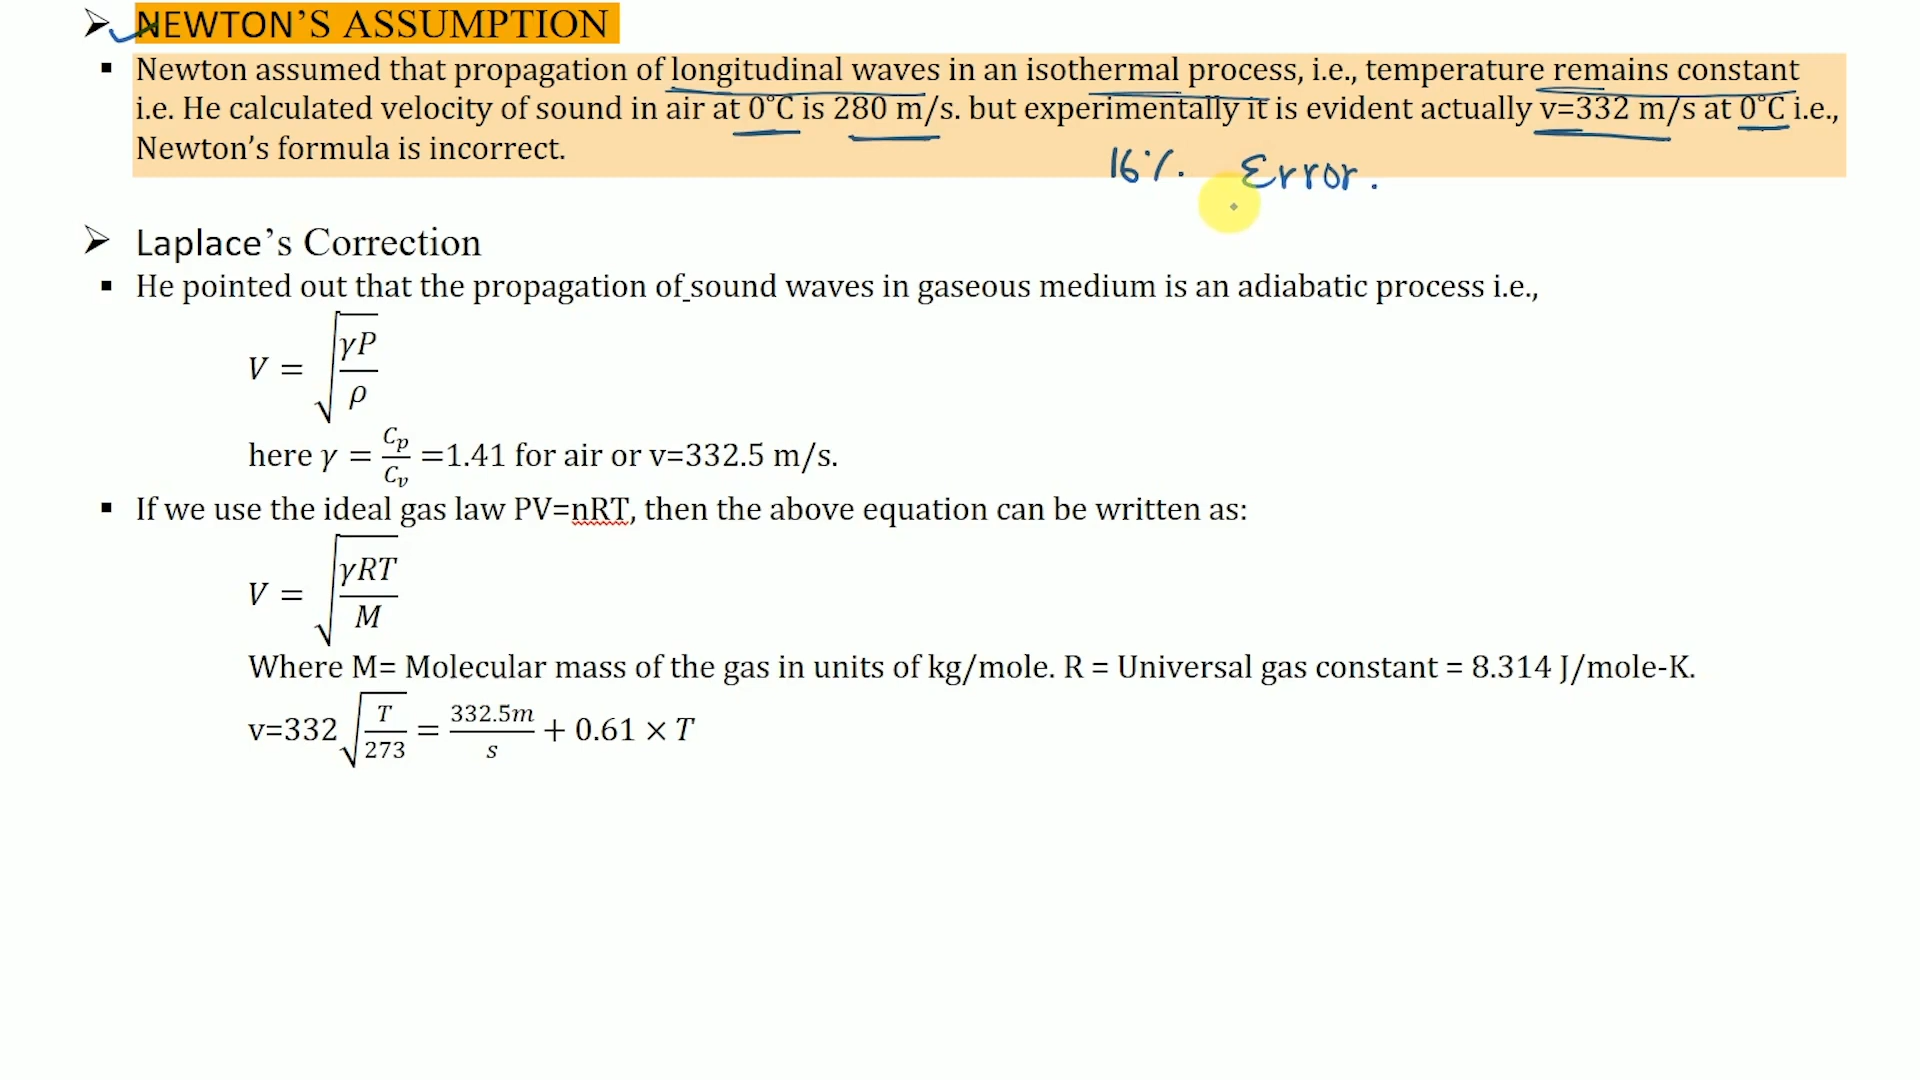 ➢ NEWTON’S ASSUMPTION
▪ Newton assumed that propagation of longitudinal waves in an isothermal process, i.e., temperature remains constant
i.e. He calculated velocity of sound in air at 0°C is 280 m/s. but experimentally it is evident actually v=332 m/s at 0°C i.e.,
Newton’s formula is incorrect.
16%. Error.
➢ Laplace’s Correction
▪ He pointed out that the propagation of sound waves in gaseous medium is an adiabatic process i.e.,
V = √(γP/ρ)
here γ = Cp/Cv =1.41 for air or v=332.5 m/s.
▪ If we use the ideal gas law PV=nRT, then the above equation can be written as:
V = √(γRT/M)
Where M= Molecular mass of the gas in units of kg/mole. R = Universal gas constant = 8.314 J/mole-K.
v=332√(T/273) = 332.5m/s + 0.61 × T